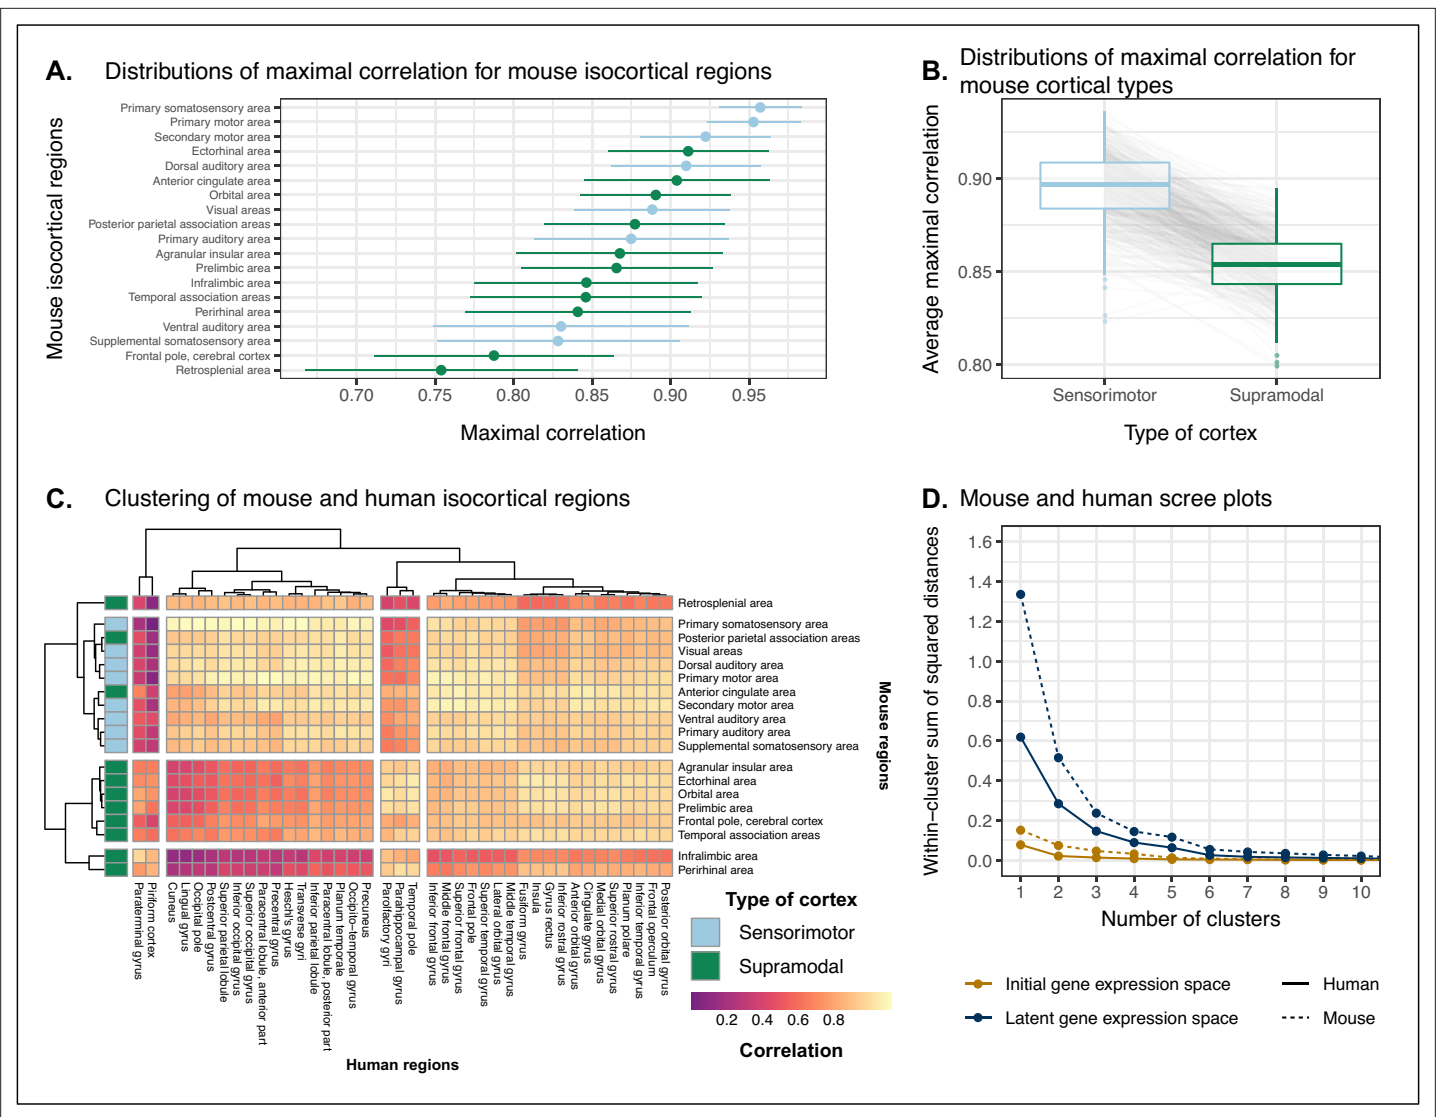 A. Distributions of maximal correlation for mouse isocortical regions
Mouse isocortical regions
Primary somatosensory area
Primary motor area
Secondary motor area
Ectorhinal area
Dorsal auditory area
Anterior cingulate area
Orbital area
Visual areas
Posterior parietal association areas
Primary auditory area
Agranular insular area
Prelimbic area
Infralimbic area
Temporal association areas
Perirhinal area
Ventral auditory area
Supplemental somatosensory area
Frontal pole, cerebral cortex
Retrosplenial area
0.70 0.75 0.80 0.85 0.90 0.95
Maximal correlation
B. Distributions of maximal correlation for
mouse cortical types
Average maximal correlation
0.90
0.85
0.80
Sensorimotor Supramodal
Type of cortex
C. Clustering of mouse and human isocortical regions
Retrosplenial area
Primary somatosensory area
Posterior parietal association areas
Visual areas
Dorsal auditory area
Primary motor area
Anterior cingulate area
Secondary motor area
Ventral auditory area
Primary auditory area
Supplemental somatosensory area
Agranular insular area
Ectorhinal area
Orbital area
Prelimbic area
Frontal pole, cerebral cortex
Temporal association areas
Infralimbic area
Perirhinal area
Mouse regions
Paraterminal gyrus
Piriform cortex
Cuneus
Lingual gyrus
Occipital pole
Postcentral gyrus
Superior parietal lobule
Inferior occipital gyrus
Superior occipital gyrus
Paracentral lobule, anterior part
Precentral gyrus
Heschl's gyrus
Transverse gyri
Inferior parietal lobule
Paracentral lobule, posterior part
Planum temporale
Occipito−temporal gyrus
Precuneus
Parolfactory gyri
Parahippocampal gyrus
Temporal pole
Inferior frontal gyrus
Middle frontal gyrus
Superior frontal gyrus
Frontal pole
Superior temporal gyrus
Lateral orbital gyrus
Middle temporal gyrus
Fusiform gyrus
Insula
Gyrus rectus
Inferior rostral gyrus
Anterior orbital gyrus
Cingulate gyrus
Medial orbital gyrus
Superior rostral gyrus
Planum polare
Inferior temporal gyrus
Frontal operculum
Posterior orbital gyrus
Human regions
Type of cortex
Sensorimotor
Supramodal
0.2 0.4 0.6 0.8
Correlation
D. Mouse and human scree plots
Within−cluster sum of squared distances
1.6
1.4
1.2
1.0
0.8
0.6
0.4
0.2
0.0
1 2 3 4 5 6 7 8 9 10
Number of clusters
Initial gene expression space
Latent gene expression space
Human
Mouse